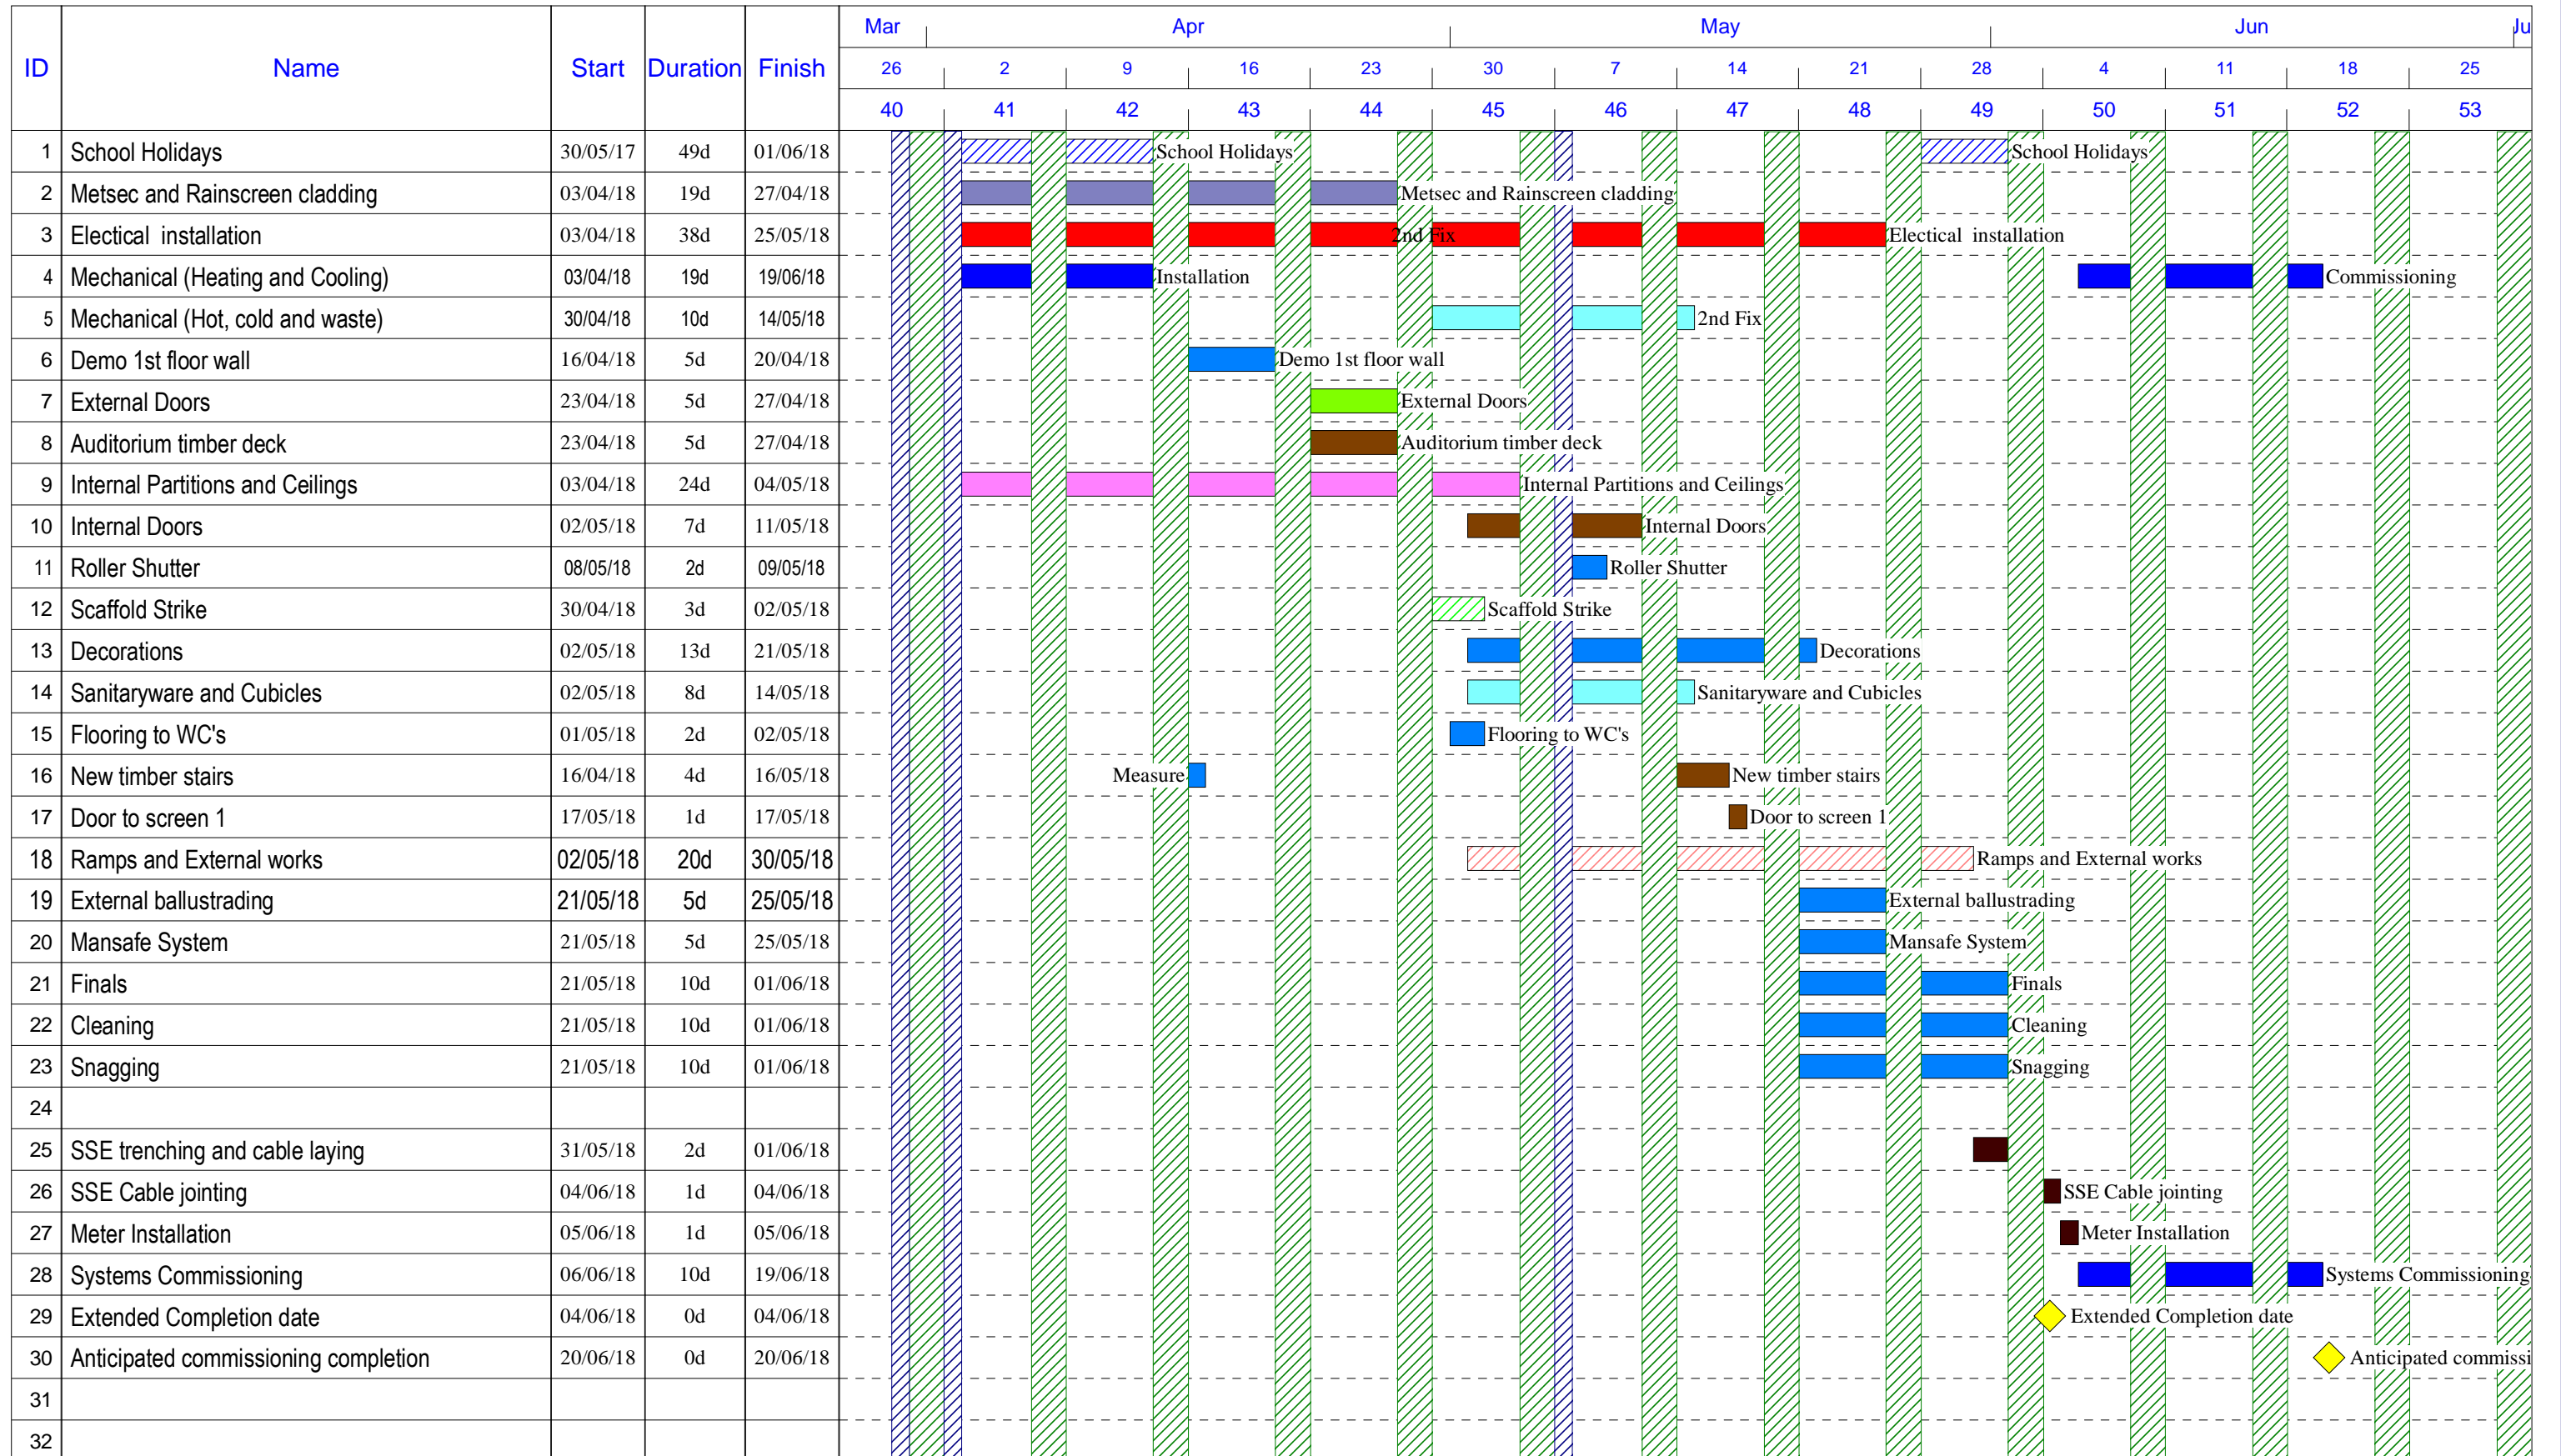 Mar Apr May Jun Ju
ID Name Start Duration Finish
26 2 9 16 23 30 7 14 21 28 4 11 18 25
40 41 42 43 44 45 46 47 48 49 50 51 52 53
1 School Holidays 30/05/17 49d 01/06/18 School Holidays School Holidays
2 Metsec and Rainscreen cladding 03/04/18 19d 27/04/18 Metsec and Rainscreen cladding
3 Electical installation 03/04/18 38d 25/05/18 2nd Fix Electical installation
4 Mechanical (Heating and Cooling) 03/04/18 19d 19/06/18 Installation Commissioning
5 Mechanical (Hot, cold and waste) 30/04/18 10d 14/05/18 2nd Fix
6 Demo 1st floor wall 16/04/18 5d 20/04/18 Demo 1st floor wall
7 External Doors 23/04/18 5d 27/04/18 External Doors
8 Auditorium timber deck 23/04/18 5d 27/04/18 Auditorium timber deck
9 Internal Partitions and Ceilings 03/04/18 24d 04/05/18 Internal Partitions and Ceilings
10 Internal Doors 02/05/18 7d 11/05/18 Internal Doors
11 Roller Shutter 08/05/18 2d 09/05/18 Roller Shutter
12 Scaffold Strike 30/04/18 3d 02/05/18 Scaffold Strike
13 Decorations 02/05/18 13d 21/05/18 Decorations
14 Sanitaryware and Cubicles 02/05/18 8d 14/05/18 Sanitaryware and Cubicles
15 Flooring to WC's 01/05/18 2d 02/05/18 Flooring to WC's
16 New timber stairs 16/04/18 4d 16/05/18 Measure New timber stairs
17 Door to screen 1 17/05/18 1d 17/05/18 Door to screen 1
18 Ramps and External works 02/05/18 20d 30/05/18 Ramps and External works
19 External ballustrading 21/05/18 5d 25/05/18 External ballustrading
20 Mansafe System 21/05/18 5d 25/05/18 Mansafe System
21 Finals 21/05/18 10d 01/06/18 Finals
22 Cleaning 21/05/18 10d 01/06/18 Cleaning
23 Snagging 21/05/18 10d 01/06/18 Snagging
24
25 SSE trenching and cable laying 31/05/18 2d 01/06/18
26 SSE Cable jointing 04/06/18 1d 04/06/18 SSE Cable jointing
27 Meter Installation 05/06/18 1d 05/06/18 Meter Installation
28 Systems Commissioning 06/06/18 10d 19/06/18 Systems Commissioning
29 Extended Completion date 04/06/18 0d 04/06/18 Extended Completion date
30 Anticipated commissioning completion 20/06/18 0d 20/06/18 Anticipated commissi
31
32